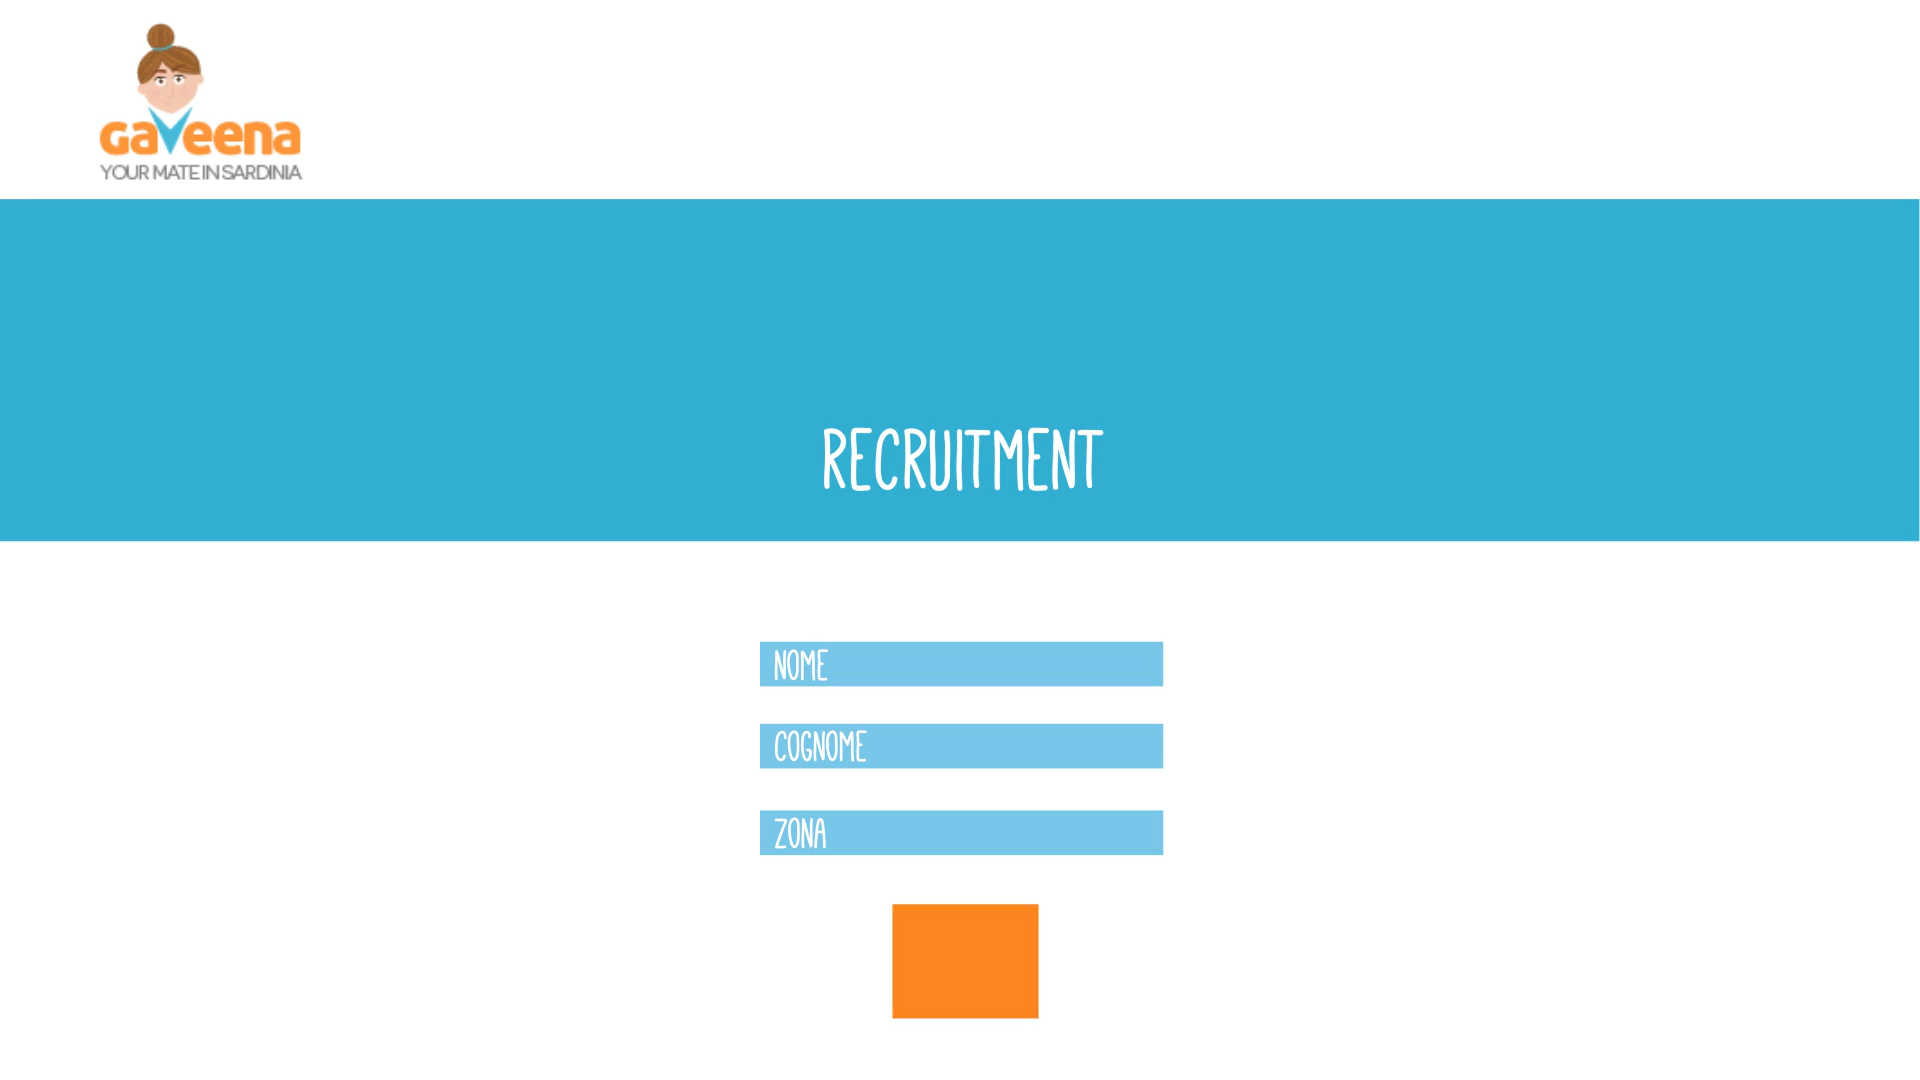 gaveena
YOUR MATE IN SARDINIA
RECRUITMENT
NOME
COGNOME
ZONA